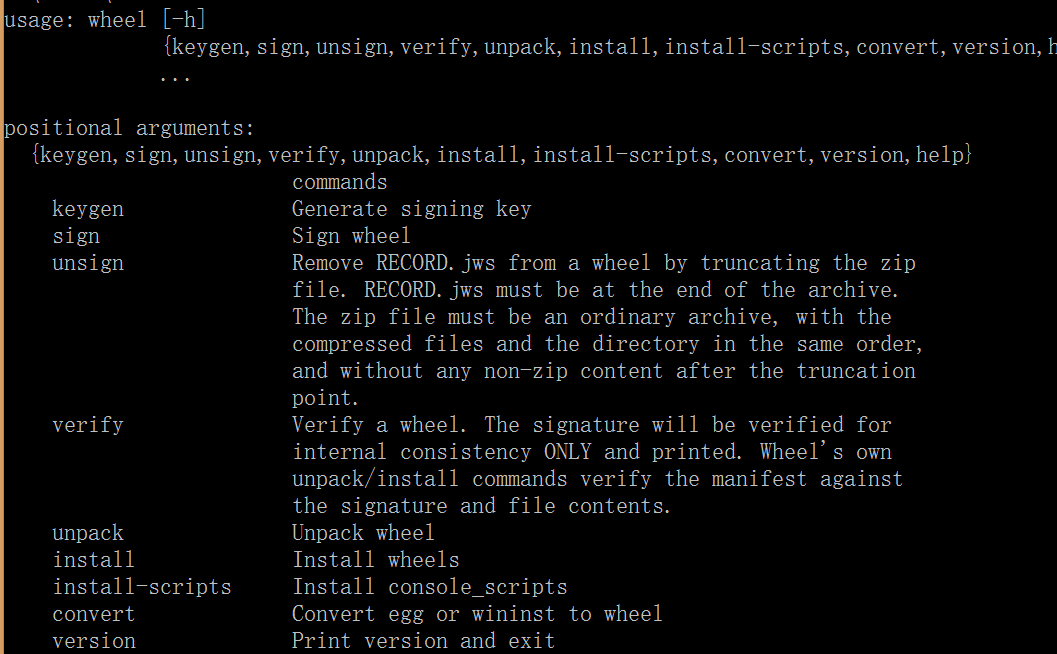 usage: wheel [-h]
{keygen,sign,unsign,verify,unpack,install,install-scripts,convert,version,h
...
positional arguments:
{keygen,sign,unsign,verify,unpack,install,install-scripts,convert,version,help}
commands
keygen Generate signing key
sign Sign wheel
unsign Remove RECORD.jws from a wheel by truncating the zip
file. RECORD.jws must be at the end of the archive.
The zip file must be an ordinary archive, with the
compressed files and the directory in the same order,
and without any non-zip content after the truncation
point.
verify Verify a wheel. The signature will be verified for
internal consistency ONLY and printed. Wheel's own
unpack/install commands verify the manifest against
the signature and file contents.
unpack Unpack wheel
install Install wheels
install-scripts Install console_scripts
convert Convert egg or wininst to wheel
version Print version and exit